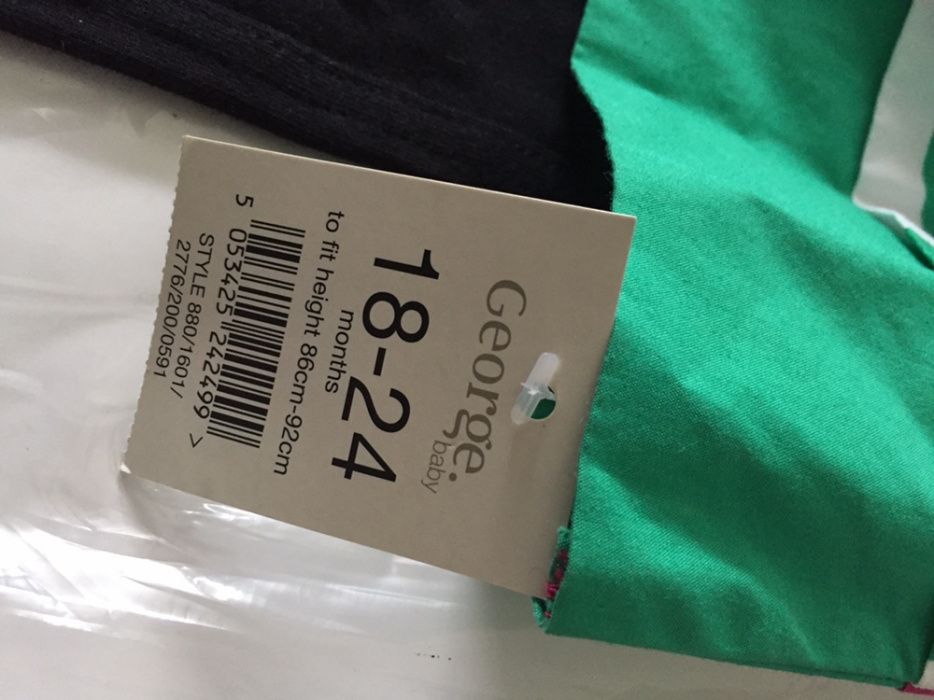 George.
baby
18-24
months
to fit height 86cm-92cm
5 053425 242499 >
STYLE 880/1601/
2776/200/0591